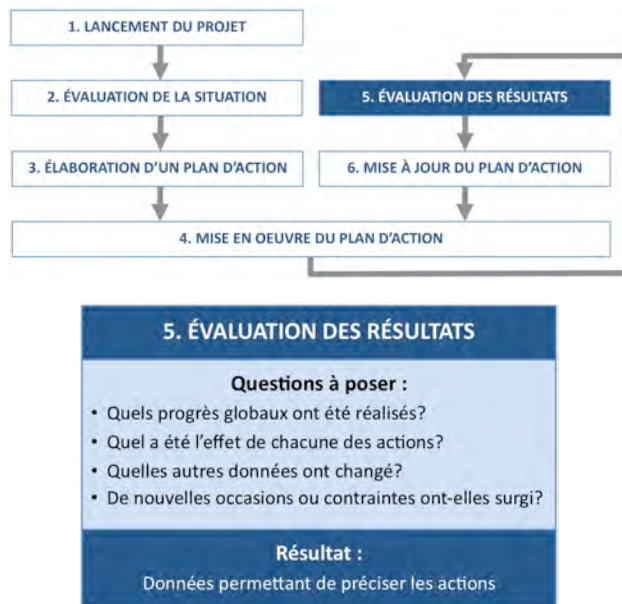 1. LANCEMENT DU PROJET
2. ÉVALUATION DE LA SITUATION
3. ÉLABORATION D'UN PLAN D'ACTION
5. ÉVALUATION DES RÉSULTATS
6. MISE À JOUR DU PLAN D'ACTION
4. MISE EN OEUVRE DU PLAN D'ACTION
5. ÉVALUATION DES RÉSULTATS
Questions à poser :
• Quels progrès globaux ont été réalisés?
• Quel a été l'effet de chacune des actions?
• Quelles autres données ont changé?
• De nouvelles occasions ou contraintes ont-elles surgi?
Résultat :
Données permettant de préciser les actions